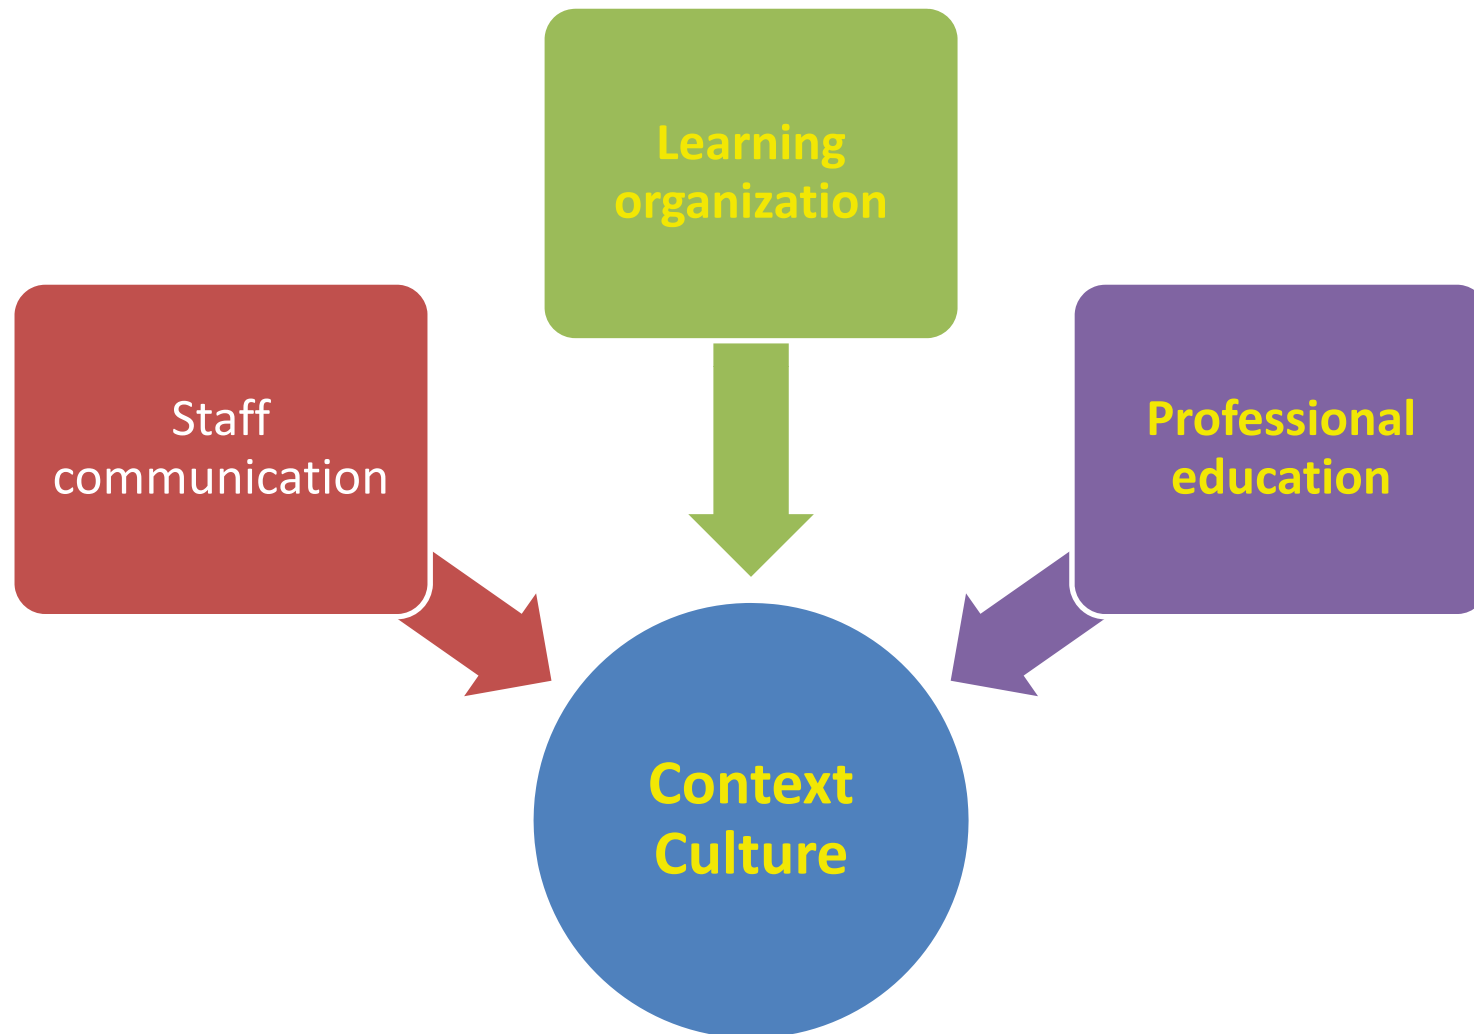 Learning
organization
Staff
communication
Professional
education
Context
Culture